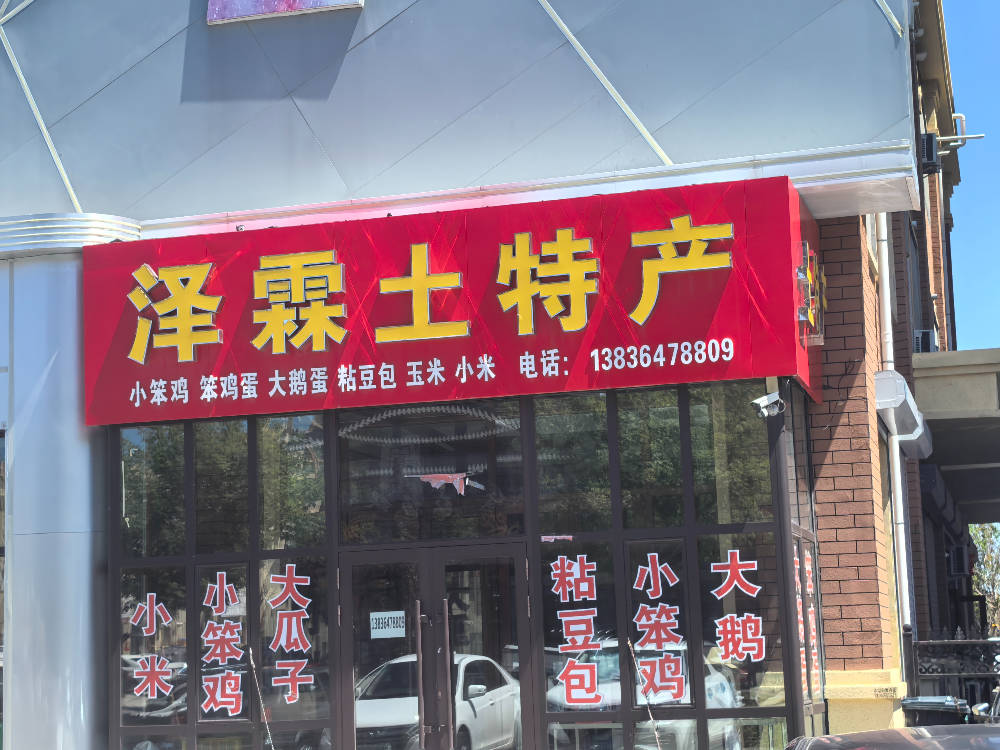 泽霖土特产
小笨鸡 笨鸡蛋 大鹅蛋 粘豆包 玉米 小米 电话：13836478809
小米
小笨鸡
大瓜子
13836478809
粘豆包
小笨鸡
大鹅